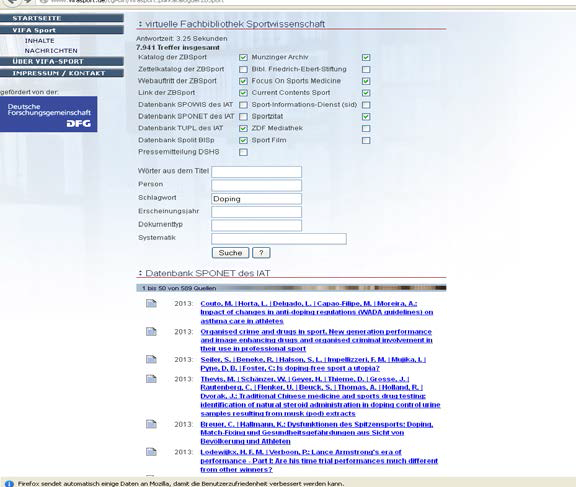 www.virasport.de
STARTSEITE
VIFA Sport
INHALTE
NACHRICHTEN
ÜBER VIFA-SPORT
IMPRESSUM / KONTAKT
gefördert von der:
Deutsche
Forschungsgemeinschaft
DFG
: virtuelle Fachbibliothek Sportwissenschaft
Antwortzeit: 3.25 Sekunden
7.941 Treffer insgesamt
Katalog der ZBSport Munzinger Archiv
Zettelkatalog der ZBSport Bibl. Friedrich-Ebert-Stiftung
Webauftritt der ZBSport Focus On Sports Medicine
Link der ZBSport Current Contents Sport
Datenbank SPOWIS des IAT Sport-Informations-Dienst (sid)
Datenbank SPONET des IAT Sportzitat
Datenbank TUPL des IAT ZDF Mediathek
Datenbank Spolit BISp Sport Film
Pressemitteilung DSHS
Wörter aus dem Titel
Person
Schlagwort Doping
Erscheinungsjahr
Dokumenttyp
Systematik
Suche ?
: Datenbank SPONET des IAT
1 bis 50 von 589 Quellen
2013: Couto, M. | Horta, L. | Delgado, L. | Capao-Filipe, M. | Moreira, A.:
Impact of changes in anti-doping regulations (WADA guidelines) on
asthma care in athletes
2013: Organised crime and drugs in sport. New generation performance
and image enhancing drugs and organised criminal involvement in
their use in professional sport
2013: Seiler, S. | Beneke, R. | Halson, S. L. | Impellizzeri, F. M. | Mujika, I. |
Pyne, D. B. | Foster, C: Is doping-free sport a utopia?
2013: Thevis, M. | Schänzer, W. | Geyer, H. | Thieme, D. | Grosse, J. |
Rautenberg, C. | Flenker, U. | Beuck, S. | Thomas, A. | Holland, R. |
Dvorak, J.: Traditional Chinese medicine and sports drug testing:
identification of natural steroid administration in doping control urine
samples resulting from musk (pod) extracts
2013: Breuer, C. | Hallmann, K.: Dysfunktionen des Spitzensports: Doping,
Match-Fixing und Gesundheitsgefährdungen aus Sicht von
Bevölkerung und Athleten
2013: Lodewijkx, H. F. M. | Verboon, P.: Lance Armstrong's era of
performance - Part I: Are his time trial performances much different
from other winners?
Firefox sendet automatisch einige Daten an Mozilla, damit die Benutzerzufriedenheit verbessert werden kann.